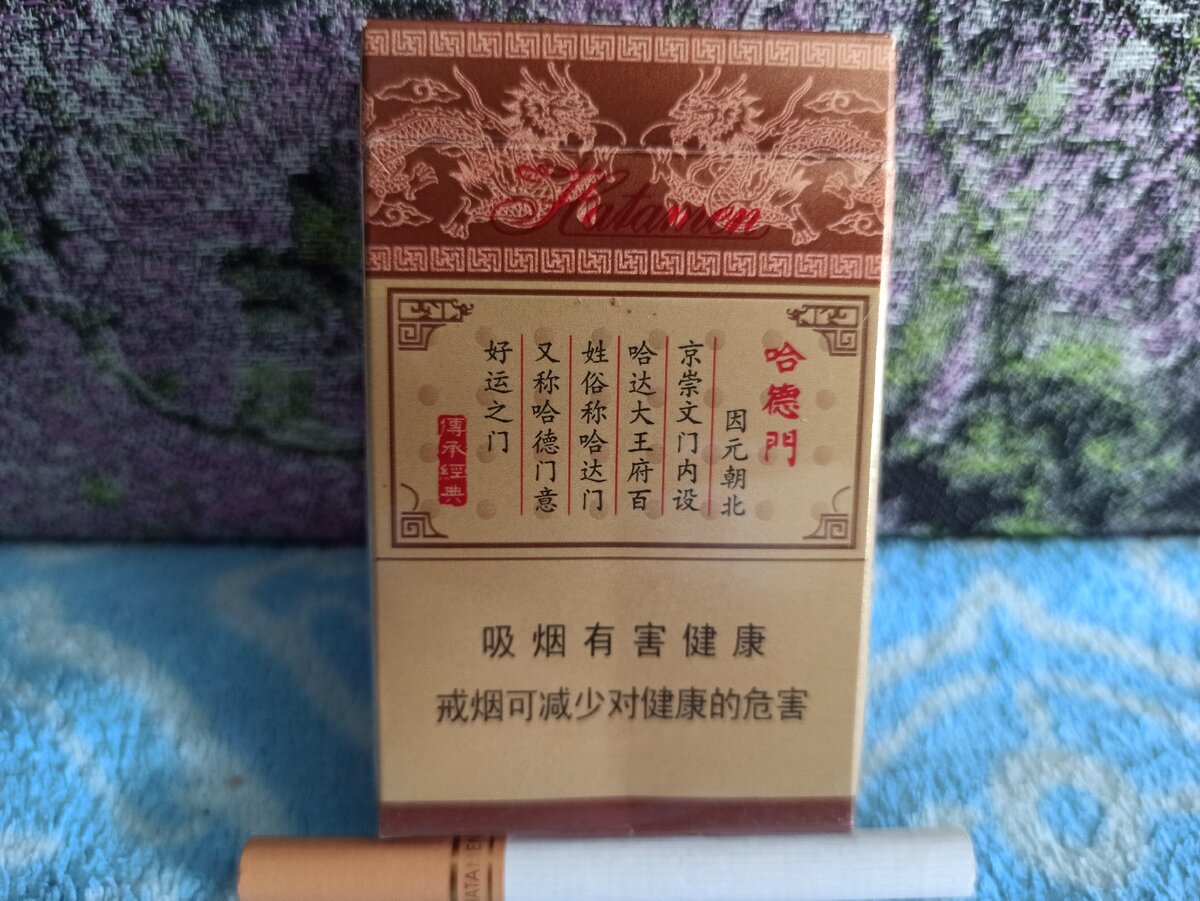 Hatamen
哈德門
因元朝北
京崇文门内设
哈达大王府百
姓俗称哈达门
又称哈德门意
好运之门
傳承經典
吸烟有害健康
戒烟可减少对健康的危害
HATAMEN